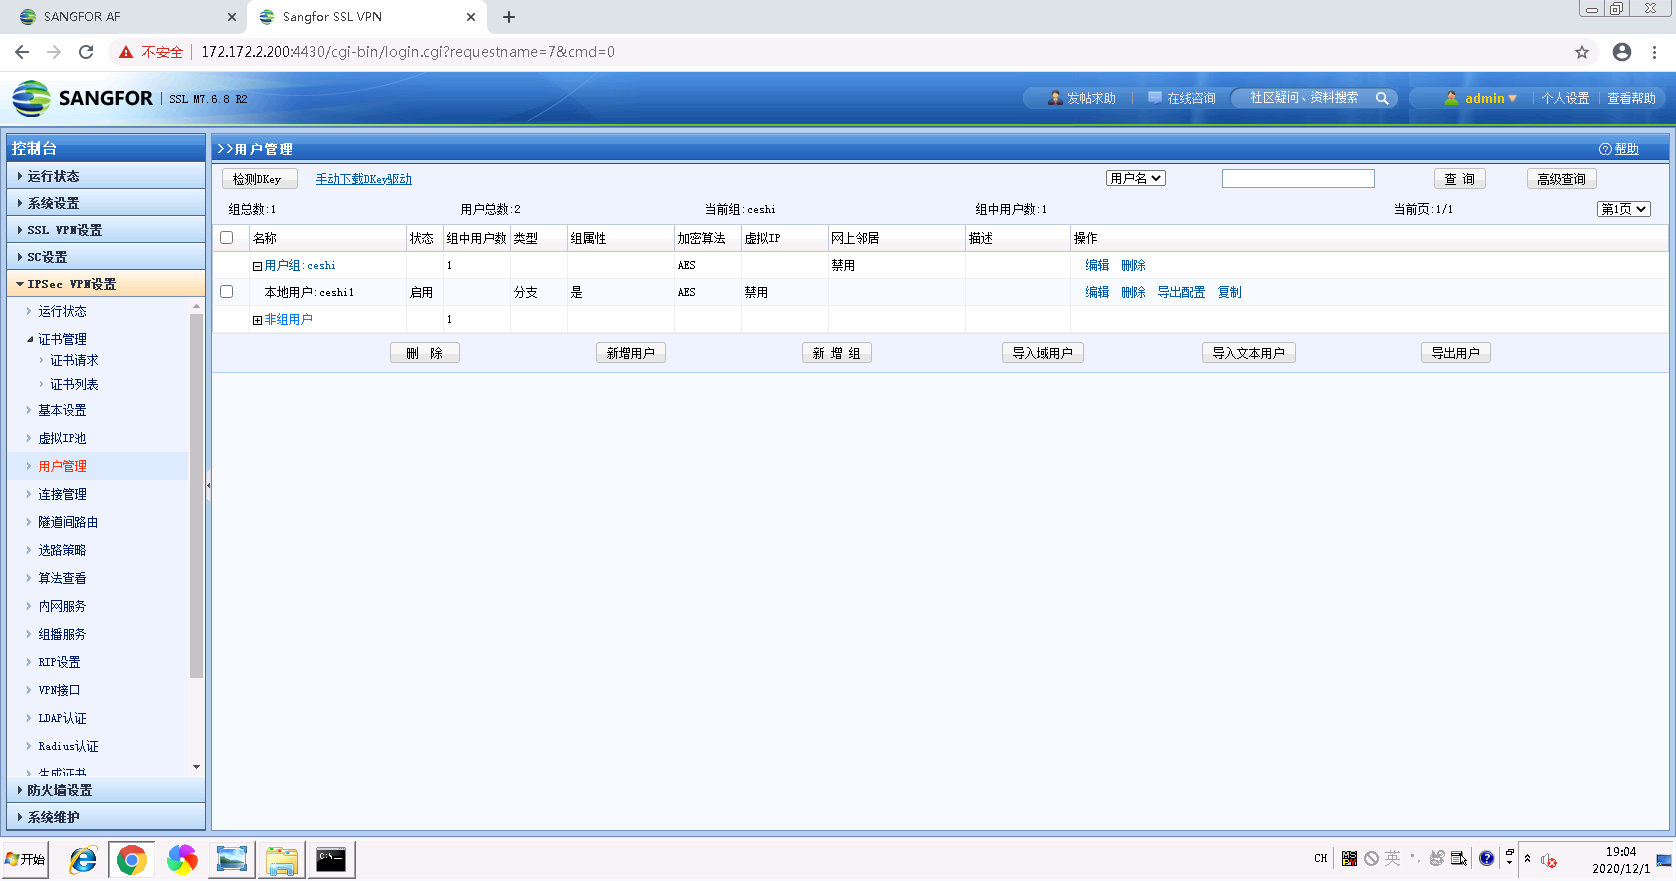 SANGFOR AF
Sangfor SSL VPN
不安全 172.172.2.200:4430/cgi-bin/login.cgi?requestname=7&cmd=0
SANGFOR SSL M7.6.8 R2
发帖求助 在线咨询 社区疑问、资料搜索 admin 个人设置 查看帮助
控制台
运行状态
系统设置
SSL VPN设置
SC设置
IPSec VPN设置
运行状态
证书管理
证书请求
证书列表
基本设置
虚拟IP池
用户管理
连接管理
隧道间路由
选路策略
算法查看
内网服务
组播服务
RIP设置
VPN接口
LDAP认证
Radius认证
生成证书
防火墙设置
系统维护
>>用户管理 帮助
检测DKey 手动下载DKey驱动 用户名 查 询 高级查询
组总数:1 用户总数:2 当前组:ceshi 组中用户数:1 当前页:1/1 第1页
名称 状态 组中用户数 类型 组属性 加密算法 虚拟IP 网上邻居 描述 操作
用户组:ceshi 1 AES 禁用 编辑 删除
本地用户:ceshi1 启用 分支 是 AES 禁用 编辑 删除 导出配置 复制
非组用户 1
删 除 新增用户 新 增 组 导入域用户 导入文本用户 导出用户
开始 CH 英 19:04
2020/12/1